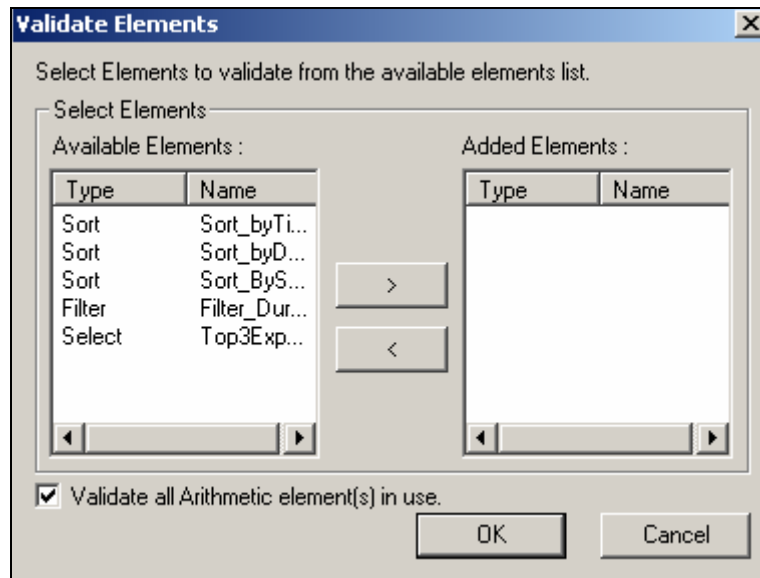 Validate Elements
Select Elements to validate from the available elements list.
Select Elements
Available Elements :
Added Elements :
Type Name
Type Name
Sort Sort_byTi...
Sort Sort_byD...
Sort Sort_ByS...
Filter Filter_Dur...
Select Top3Exp...
>
<
Validate all Arithmetic element(s) in use.
OK
Cancel